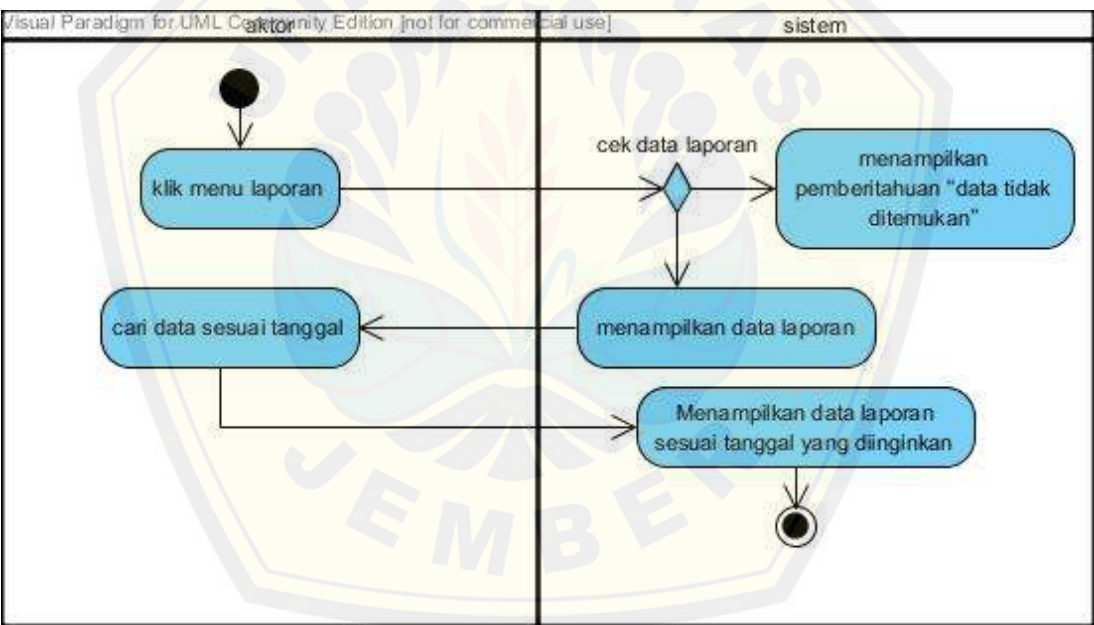 Visual Paradigm for UML Community Edition [not for commercial use]
aktor
sistem
cek data laporan
klik menu laporan
menampilkan
pemberitahuan "data tidak
ditemukan"
cari data sesuai tanggal
menampilkan data laporan
Menampilkan data laporan
sesuai tanggal yang diinginkan
JEMBER